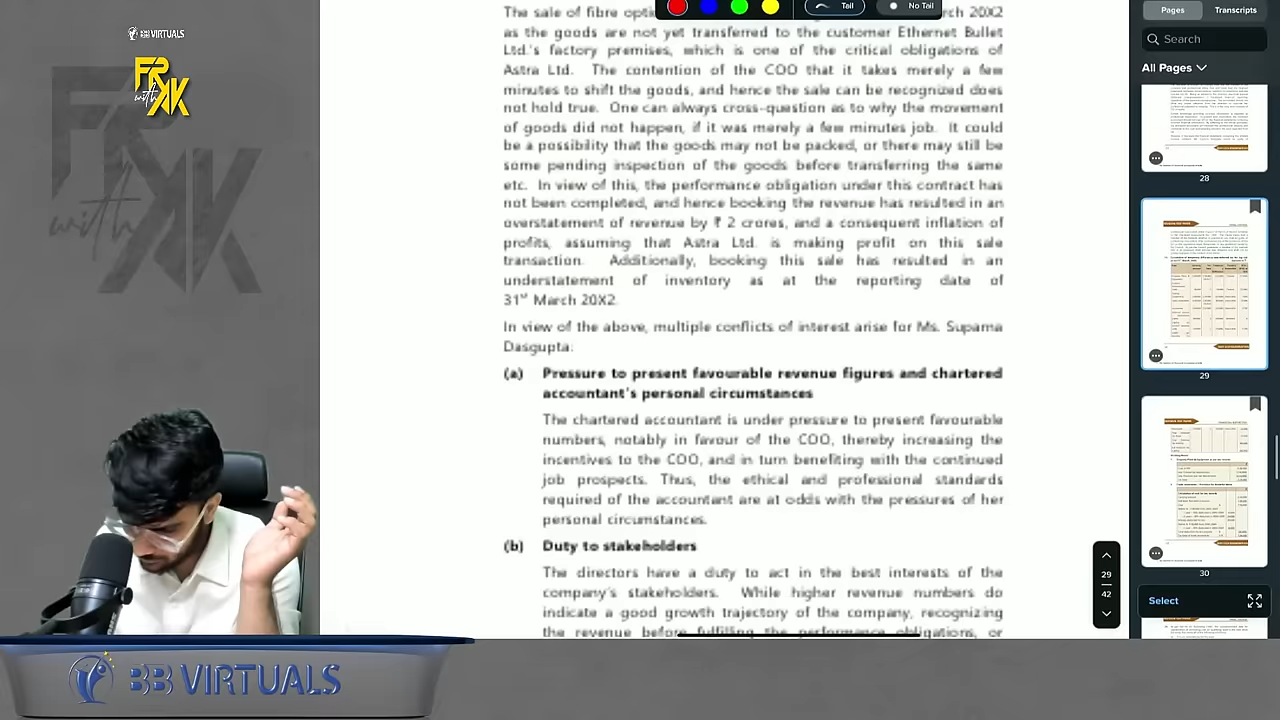 BB VIRTUALS
FR
with
AK
The sale of fibre rch 20X2
as the goods are not yet transferred to the customer Ethernet Bullet
Ltd.'s factory premises, which is one of the critical obligations of
Astra Ltd. The contention of the COO that it takes merely a few
minutes to shift the goods, and hence the sale can be recognized does
not hold true. One can always cross-question as to why the movement
of goods did not happen, if it was merely a few minutes job. could
possibility that the goods may not be packed, or there may still be
some pending inspection of the goods before transferring the same
etc. In view of this, the performance obligation under this contract has
not been completed, and hence booking the revenue has resulted in an
overstatement of revenue by ₹ 2 crores, and a consequent inflation of
profits, assuming that Astra Ltd. is making profit on this sale
transaction. Additionally, booking this sale has resulted in an
understatement of inventory as at the reporting date of
31st March 20X2.
In view of the above, multiple conflicts of interest arise for Ms. Suparna
Dasgupta:
(a) Pressure to present favourable revenue figures and chartered
accountant's personal circumstances
The chartered accountant is under pressure to present favourable
numbers, notably in favour of the COO, thereby increasing the
incentives to the COO, and in turn benefiting with the continued
job prospects. Thus, the ethical and professional standards
required of the accountant are at odds with the pressures of her
personal circumstances.
(b) Duty to stakeholders
The directors have a duty to act in the best interests of the
company's stakeholders. While higher revenue numbers do
indicate a good growth trajectory of the company, recognizing
the revenue before fulfilling the performance obligations, or
Tail
No Tail
Pages
Transcripts
Search
All Pages
28
29
30
29
42
Select
BB VIRTUALS